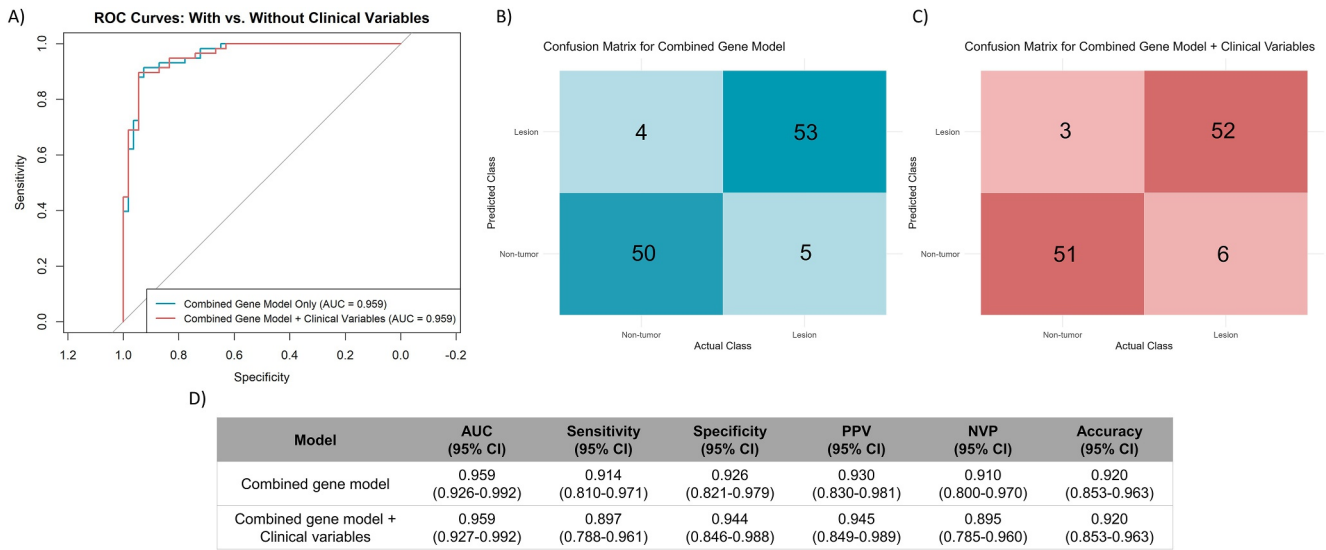 A)
ROC Curves: With vs. Without Clinical Variables
Sensitivity
1.0
0.8
0.6
0.4
0.2
0.0
Combined Gene Model Only (AUC = 0.959)
Combined Gene Model + Clinical Variables (AUC = 0.959)
1.2 1.0 0.8 0.6 0.4 0.2 0.0 -0.2
Specificity
B)
Confusion Matrix for Combined Gene Model
Predicted Class
Lesion 4 53
Non-tumor 50 5
Non-tumor Lesion
Actual Class
C)
Confusion Matrix for Combined Gene Model + Clinical Variables
Predicted Class
Lesion 3 52
Non-tumor 51 6
Non-tumor Lesion
Actual Class
D)
Model AUC (95% CI) Sensitivity (95% CI) Specificity (95% CI) PPV (95% CI) NVP (95% CI) Accuracy (95% CI)
Combined gene model 0.959 (0.926-0.992) 0.914 (0.810-0.971) 0.926 (0.821-0.979) 0.930 (0.830-0.981) 0.910 (0.800-0.970) 0.920 (0.853-0.963)
Combined gene model + Clinical variables 0.959 (0.927-0.992) 0.897 (0.788-0.961) 0.944 (0.846-0.988) 0.945 (0.849-0.989) 0.895 (0.785-0.960) 0.920 (0.853-0.963)